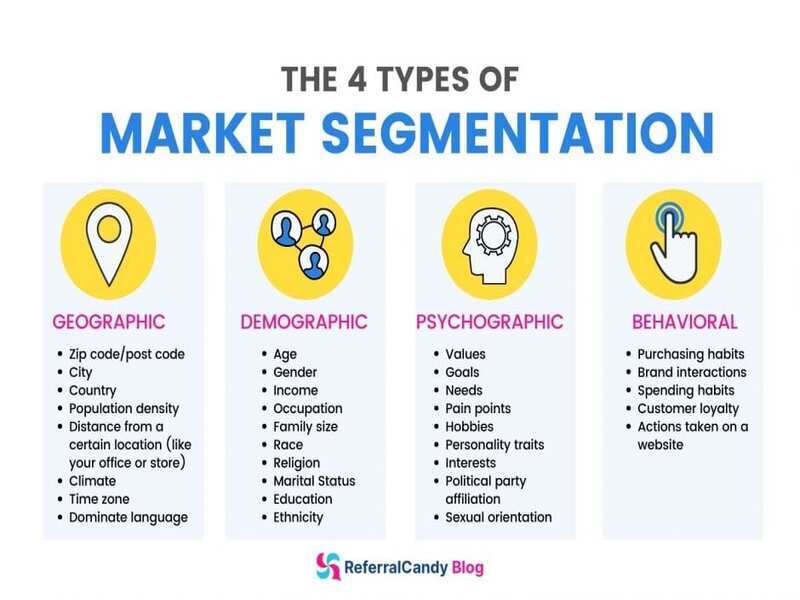 THE 4 TYPES OF
MARKET SEGMENTATION
GEOGRAPHIC
• Zip code/post code
• City
• Country
• Population density
• Distance from a
certain location (like
your office or store)
• Climate
• Time zone
• Dominate language
DEMOGRAPHIC
• Age
• Gender
• Income
• Occupation
• Family size
• Race
• Religion
• Marital Status
• Education
• Ethnicity
PSYCHOGRAPHIC
• Values
• Goals
• Needs
• Pain points
• Hobbies
• Personality traits
• Interests
• Political party
affiliation
• Sexual orientation
BEHAVIORAL
• Purchasing habits
• Brand interactions
• Spending habits
• Customer loyalty
• Actions taken on a
website
ReferralCandy Blog